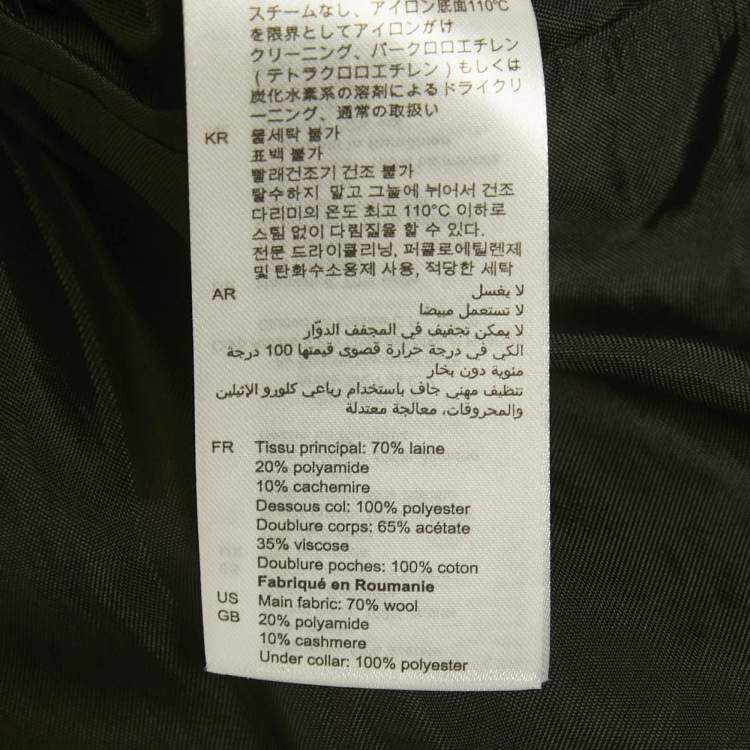 スチームなし、アイロン底面110℃
を限界としてアイロンがけ
クリーニング、パークロロエチレン
(テトラクロロエチレン)もしくは
炭化水素系の溶剤によるドライクリ
ーニング、通常の取扱い
KR 물세탁 불가
표백 불가
빨래건조기 건조 불가
탈수하지 말고 그늘에 뉘어서 건조
다리미의 온도 최고 110°C 이하로
스팀 없이 다림질을 할 수 있다.
전문 드라이클리닝, 퍼클로에틸렌제
및 탄화수소용제 사용, 적당한 세탁
AR لا يغسل
لا تستعمل مبيضا
لا يمكن تجفيف في المجفف الدوّار
الكي في درجة حرارة قصوى قيمتها 100 درجة
مئوية دون بخار
تنظيف مهني جاف باستخدام رباعي كلورو الإثيلين
والمحروقات، معالجة معتدلة
FR Tissu principal: 70% laine
20% polyamide
10% cachemire
Dessous col: 100% polyester
Doublure corps: 65% acétate
35% viscose
Doublure poches: 100% coton
Fabriqué en Roumanie
US Main fabric: 70% wool
GB 20% polyamide
10% cashmere
Under collar: 100% polyester